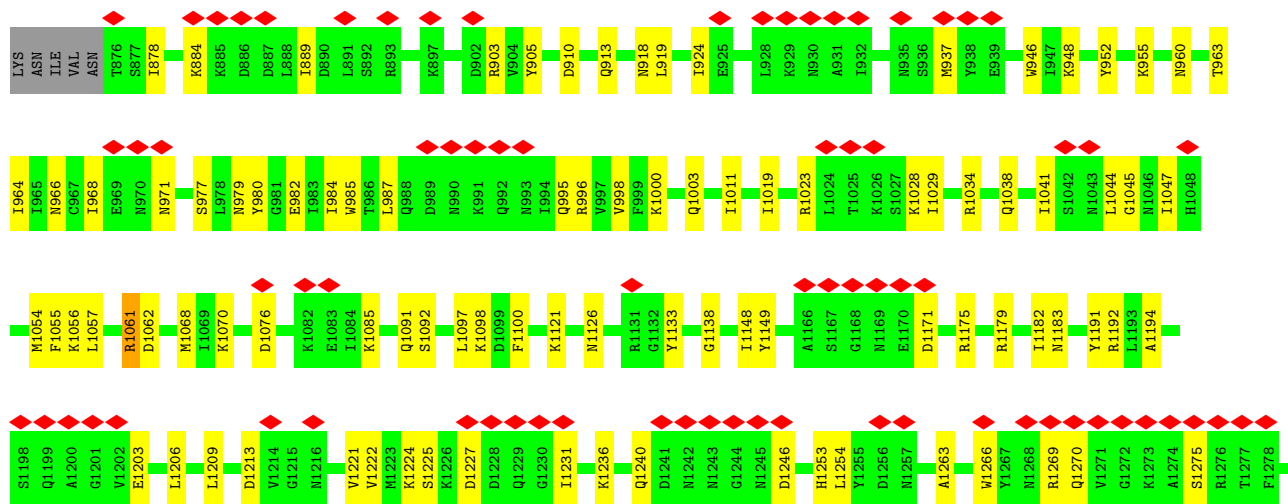 LYS ASN ILE VAL ASN T876 S877 I878 K884 K885 D886 D887 L888 I889 D890 L891 S892 R893 K897 D902 R903 V904 Y905 D910 Q913 N918 L919 I924 E925 L928 K929 N930 A931 I932 N935 S936 M937 Y938 E939 W946 I947 K948 Y952 K955 N960 T963
I964 I965 N966 C967 I968 E969 N970 N971 S977 L978 N979 Y980 G981 E982 I983 I984 W985 T986 L987 Q988 D989 N990 K991 Q992 N993 I994 Q995 R996 V997 V998 F999 K1000 Q1003 I1011 I1019 R1023 L1024 T1025 K1026 S1027 K1028 I1029 R1034 Q1038 I1041 S1042 N1043 L1044 G1045 N1046 I1047 H1048
M1054 F1055 K1056 L1057 R1061 D1062 M1068 I1069 K1070 D1076 K1082 E1083 I1084 K1085 Q1091 S1092 L1097 K1098 D1099 F1100 K1121 N1126 R1131 G1132 Y1133 G1138 I1148 Y1149 A1166 S1167 G1168 N1169 E1170 D1171 R1175 R1179 I1182 N1183 Y1191 R1192 L1193 A1194
S1198 Q1199 A1200 G1201 V1202 E1203 L1206 L1209 D1213 V1214 G1215 N1216 V1221 V1222 M1223 K1224 S1225 K1226 D1227 D1228 Q1229 G1230 I1231 K1236 Q1240 D1241 N1242 N1243 G1244 N1245 D1246 H1253 L1254 Y1255 D1256 N1257 A1263 W1266 Y1267 N1268 R1269 Q1270 V1271 G1272 K1273 A1274 S1275 R1276 T1277 F1278